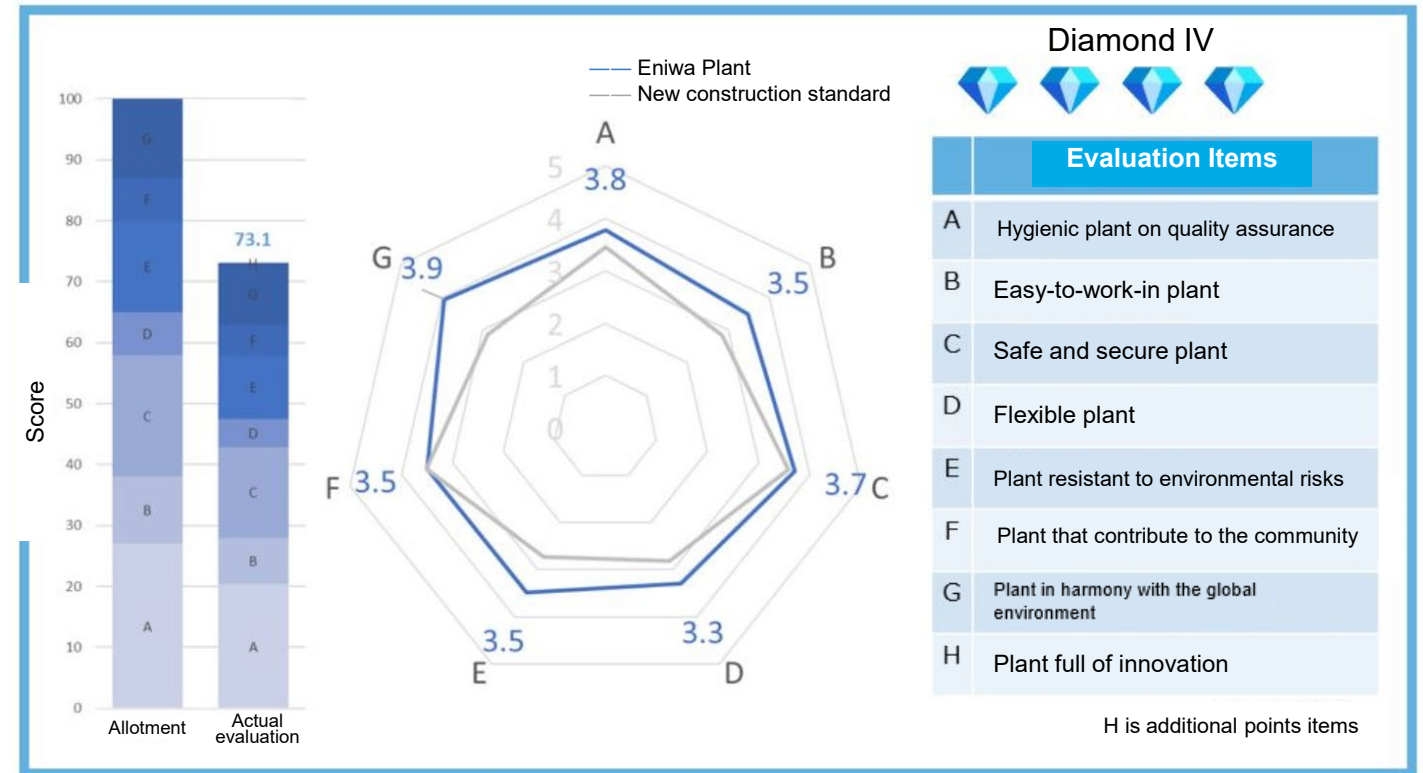 Diamond IV
Eniwa Plant
New construction standard
Score
100
90
80
70
60
50
40
30
20
10
0
G
F
E
D
C
B
A
Allotment
73.1
H
G
F
E
D
C
B
A
Actual
evaluation
A
5
3.8
4
3
2
1
0
B
3.5
C
3.7
D
3.3
E
3.5
F
3.5
G
3.9
Evaluation Items
A Hygienic plant on quality assurance
B Easy-to-work-in plant
C Safe and secure plant
D Flexible plant
E Plant resistant to environmental risks
F Plant that contribute to the community
G Plant in harmony with the global
environment
H Plant full of innovation
H is additional points items